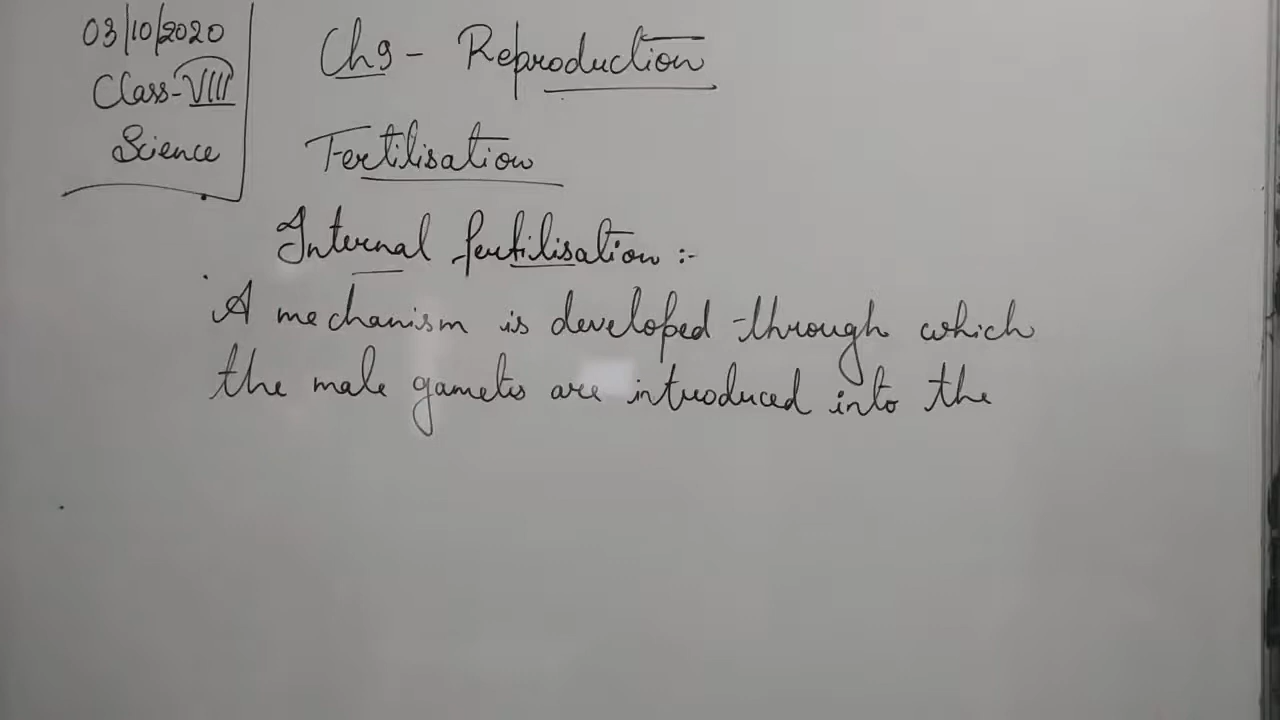 03/10/2020
Class-VIII
Science
Ch9 - Reproduction
Fertilisation
Internal fertilisation :-
A mechanism is developed through which
the male gametes are introduced into the